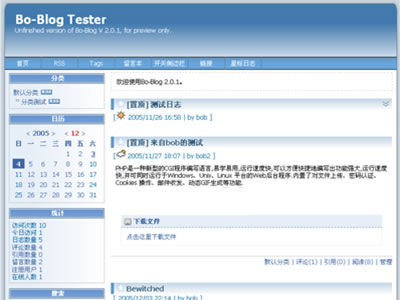 Bo-Blog Tester
Unfinished version of Bo-Blog V 2.0.1, for preview only.
首页 RSS Tags 留言本 开关侧边栏 链接 星标日志
分类
默认分类
分类测试
日历
< 2005 > < 12 >
日 一 二 三 四 五 六
1 2 3
4 5 6 7 8 9 10
11 12 13 14 15 16 17
18 19 20 21 22 23 24
25 26 27 28 29 30 31
统计
访问次数 10
今日访问 1
日志数量 5
评论数量 4
引用数量 0
留言数量 2
注册用户 1
在线人数 1
搜索
欢迎使用Bo-Blog 2.0.1。
[置顶] 测试日志
[ 2005/11/26 16:58 | by bob ]
[置顶] 来自bob的测试
[ 2005/11/27 18:07 | by bob2 ]
PHP是一种新型的CGI程序编写语言,易学易用,运行速度快,可以方便快捷地编写出功能强大,运行速度快,并可同时运行于Windows、Unix、Linux 平台的Web后台程序,内置了对文件上传、密码认证、Cookies 操作、邮件收发、动态GIF生成等功能.
下载文件
点击这里下载文件
默认分类 | 评论(1) | 引用(0) | 阅读(8) | 管理
Bewitched
[ 2005/12/03 22:14 | by bob ]